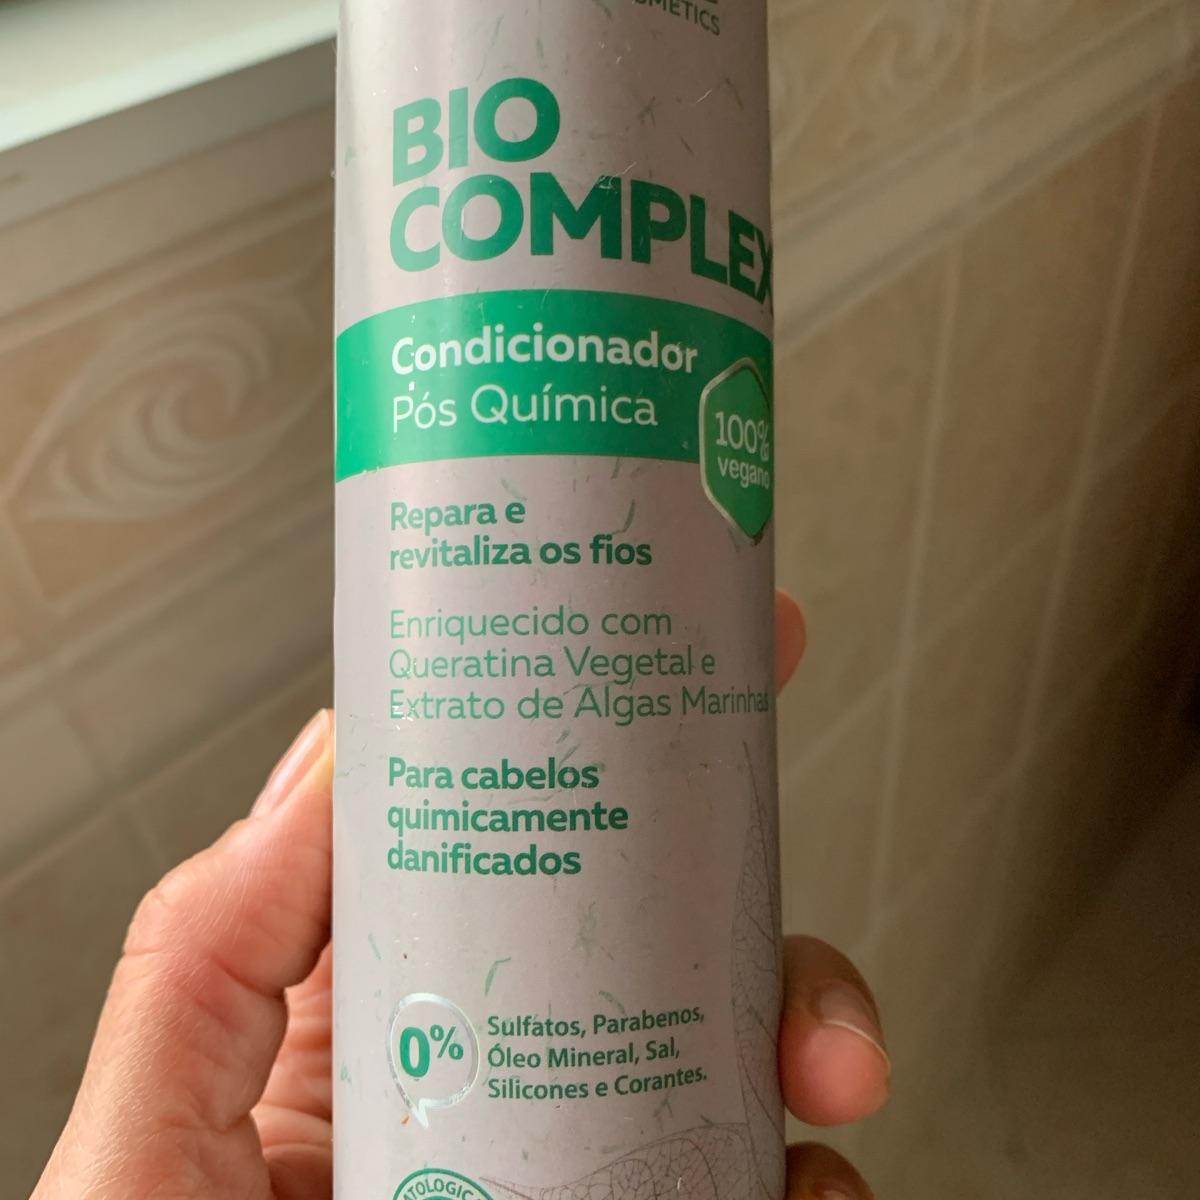 BIO
COMPLEX
Condicionador
Pós Química
100%
vegano
Repara e
revitaliza os fios
Enriquecido com
Queratina Vegetal e
Extrato de Algas Marinhas
Para cabelos
quimicamente
danificados
0%
Sulfatos, Parabenos,
Óleo Mineral, Sal,
Silicones e Corantes.